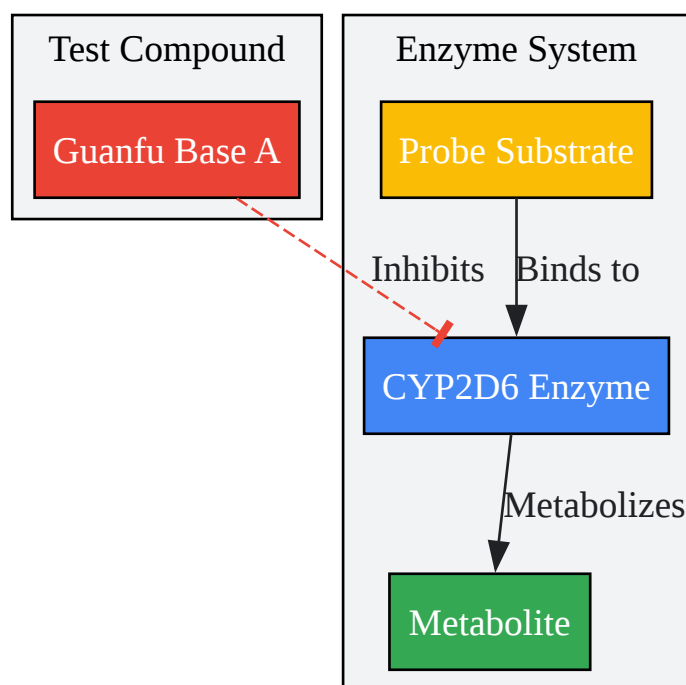 Test Compound
Enzyme System
Guanfu Base A
Probe Substrate
Inhibits
Binds to
CYP2D6 Enzyme
Metabolizes
Metabolite